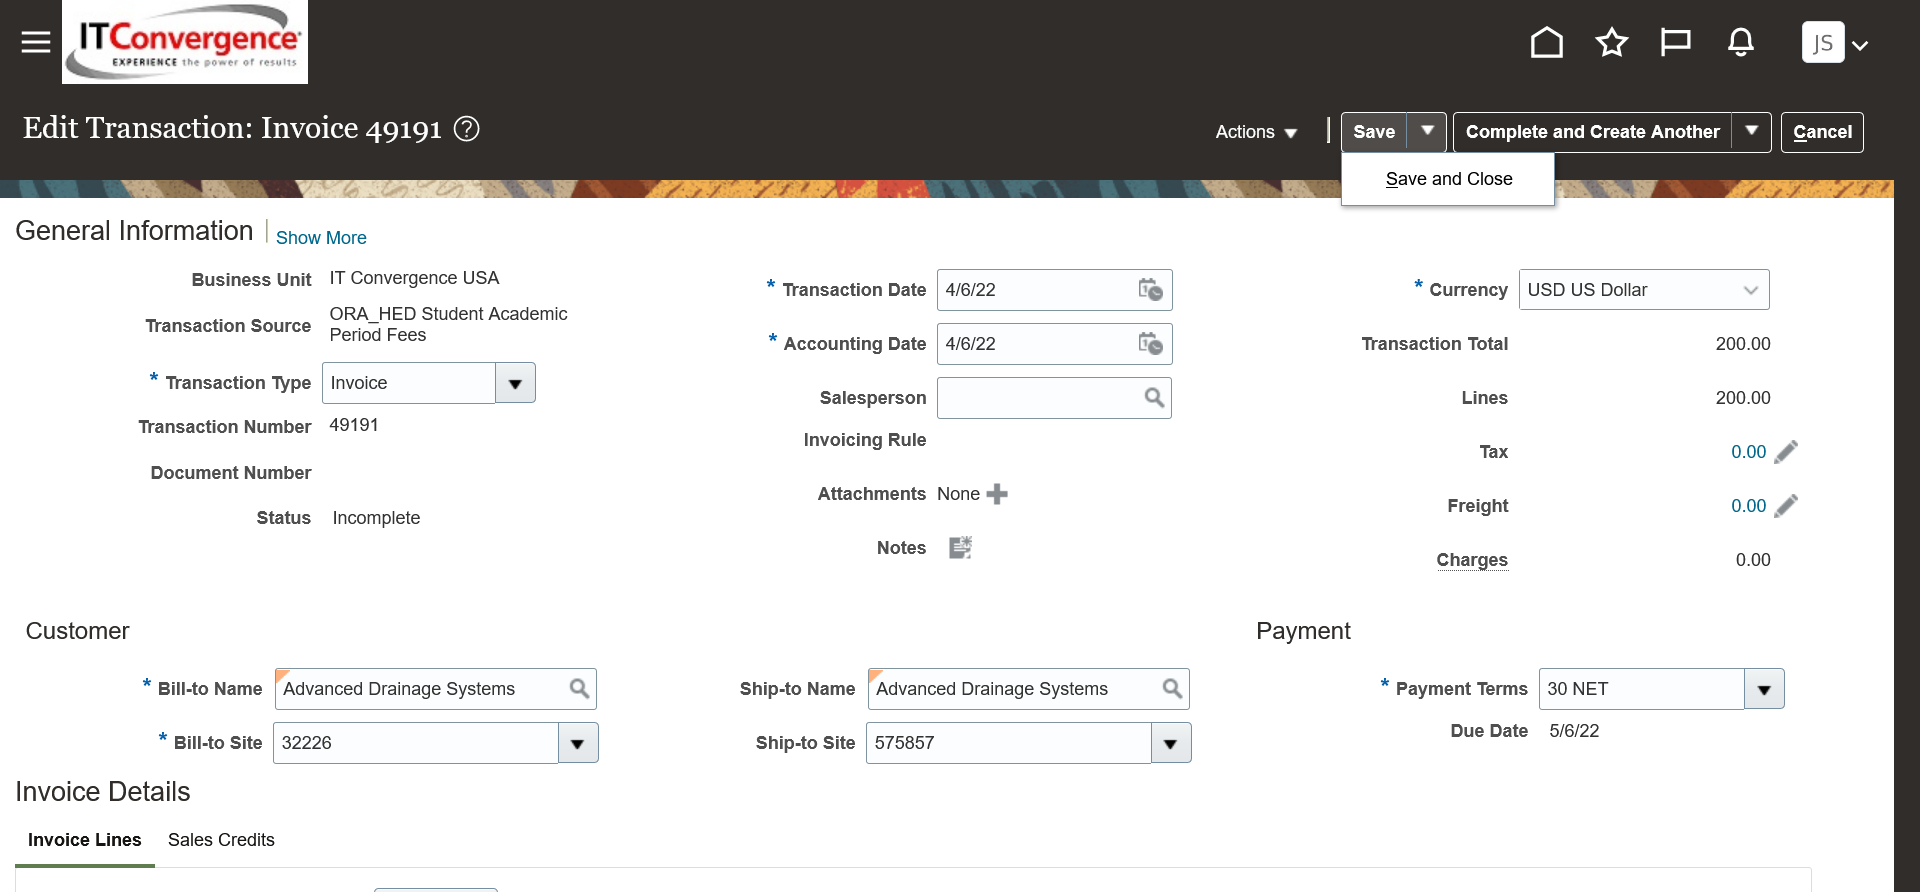 ITConvergence
EXPERIENCE the power of results
JS
Edit Transaction: Invoice 49191 ?
Actions
Save
Complete and Create Another
Cancel
Save and Close
General Information
Show More
Business Unit IT Convergence USA
Transaction Source ORA_HED Student Academic
Period Fees
* Transaction Type Invoice
Transaction Number 49191
Document Number
Status Incomplete
* Transaction Date 4/6/22
* Accounting Date 4/6/22
Salesperson
Invoicing Rule
Attachments None
Notes
* Currency USD US Dollar
Transaction Total 200.00
Lines 200.00
Tax 0.00
Freight 0.00
Charges 0.00
Customer
* Bill-to Name Advanced Drainage Systems
* Bill-to Site 32226
Ship-to Name Advanced Drainage Systems
Ship-to Site 575857
Payment
* Payment Terms 30 NET
Due Date 5/6/22
Invoice Details
Invoice Lines
Sales Credits